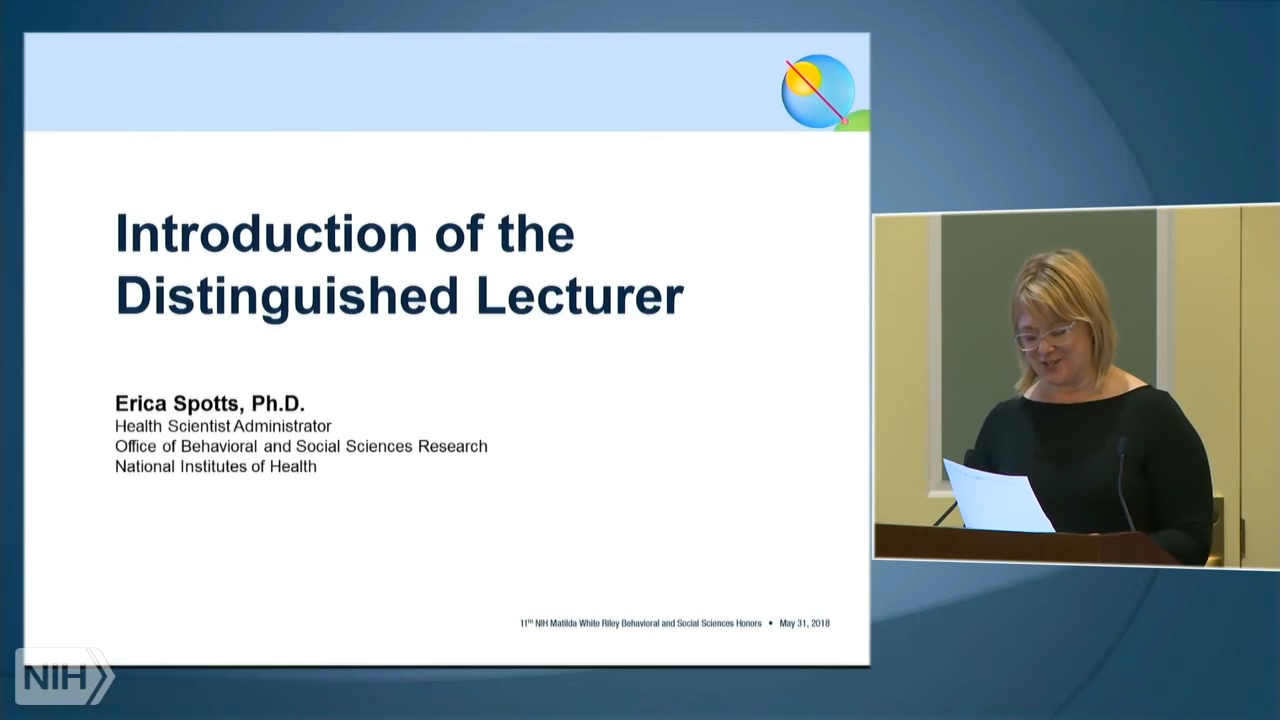 Introduction of the
Distinguished Lecturer
Erica Spotts, Ph.D.
Health Scientist Administrator
Office of Behavioral and Social Sciences Research
National Institutes of Health
11TH NIH Matilda White Riley Behavioral and Social Sciences Honors • May 31, 2018
NIH